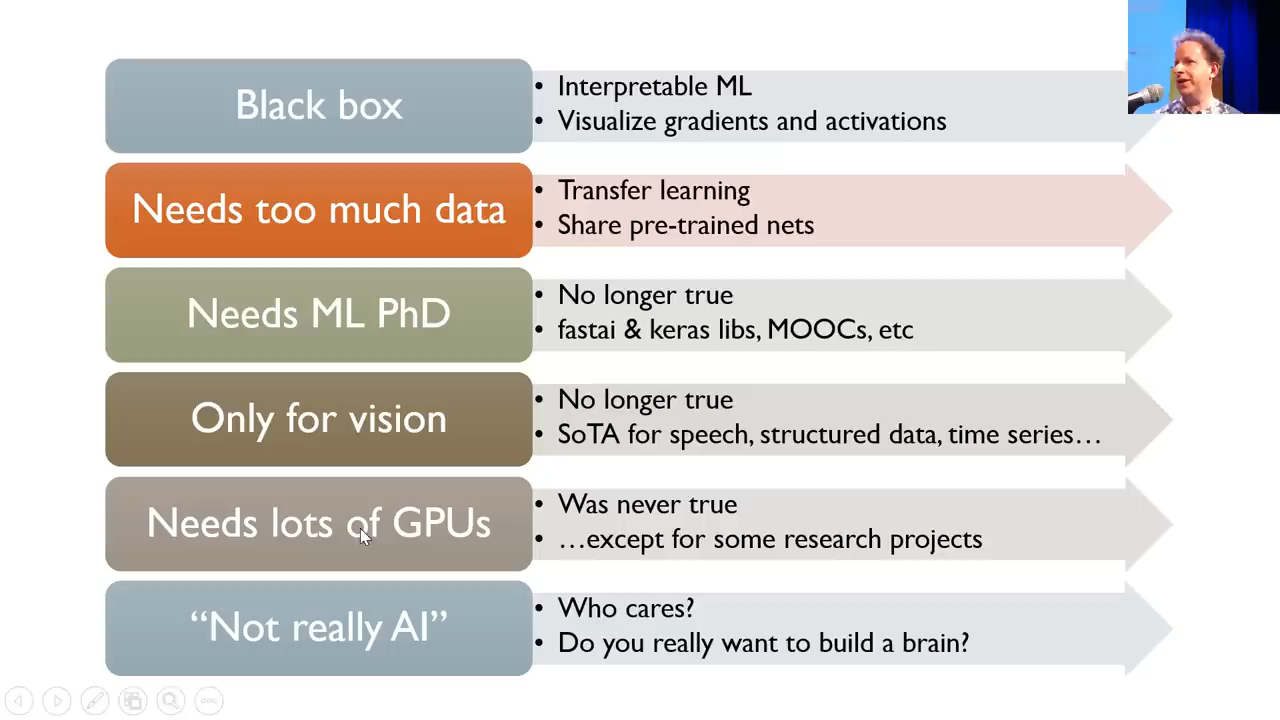 Black box
• Interpretable ML
• Visualize gradients and activations
Needs too much data
• Transfer learning
• Share pre-trained nets
Needs ML PhD
• No longer true
• fastai & keras libs, MOOCs, etc
Only for vision
• No longer true
• SoTA for speech, structured data, time series…
Needs lots of GPUs
• Was never true
• …except for some research projects
“Not really AI”
• Who cares?
• Do you really want to build a brain?